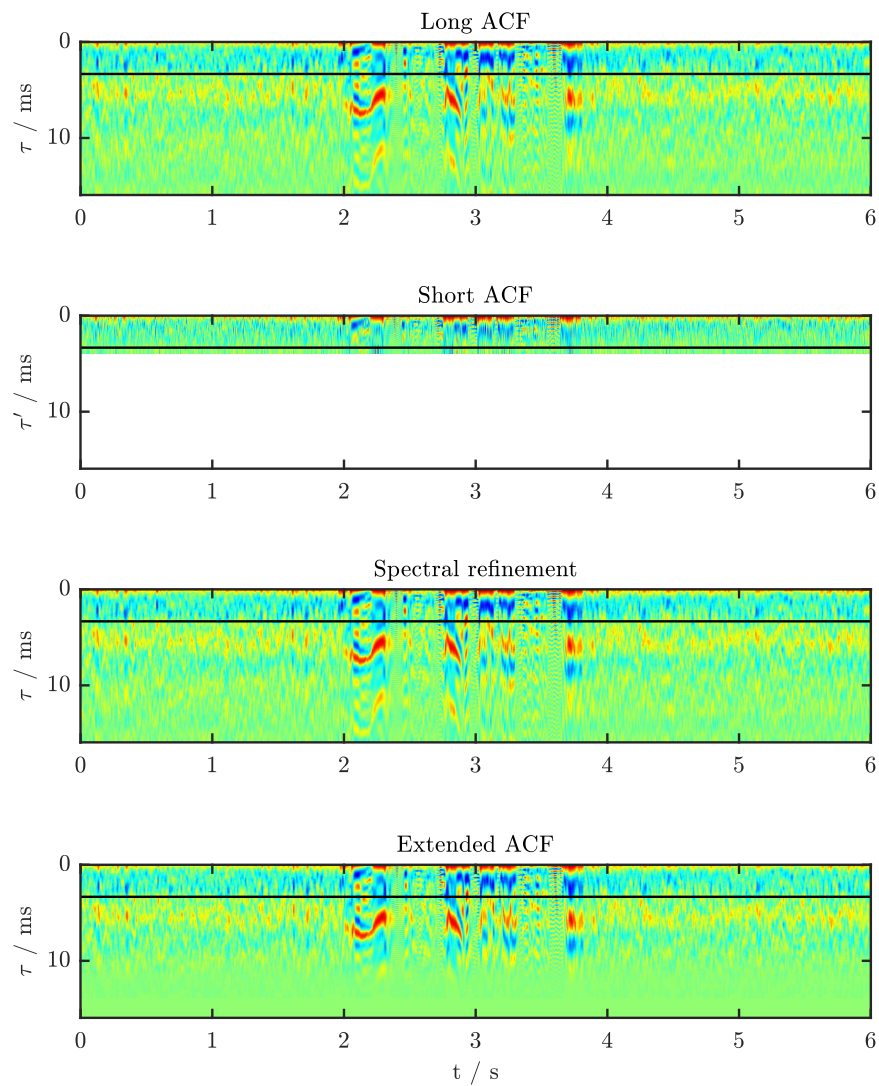 Long ACF
0
10
τ / ms
0 1 2 3 4 5 6
Short ACF
0
10
τ′ / ms
0 1 2 3 4 5 6
Spectral refinement
0
10
τ / ms
0 1 2 3 4 5 6
Extended ACF
0
10
τ / ms
0 1 2 3 4 5 6
t / s